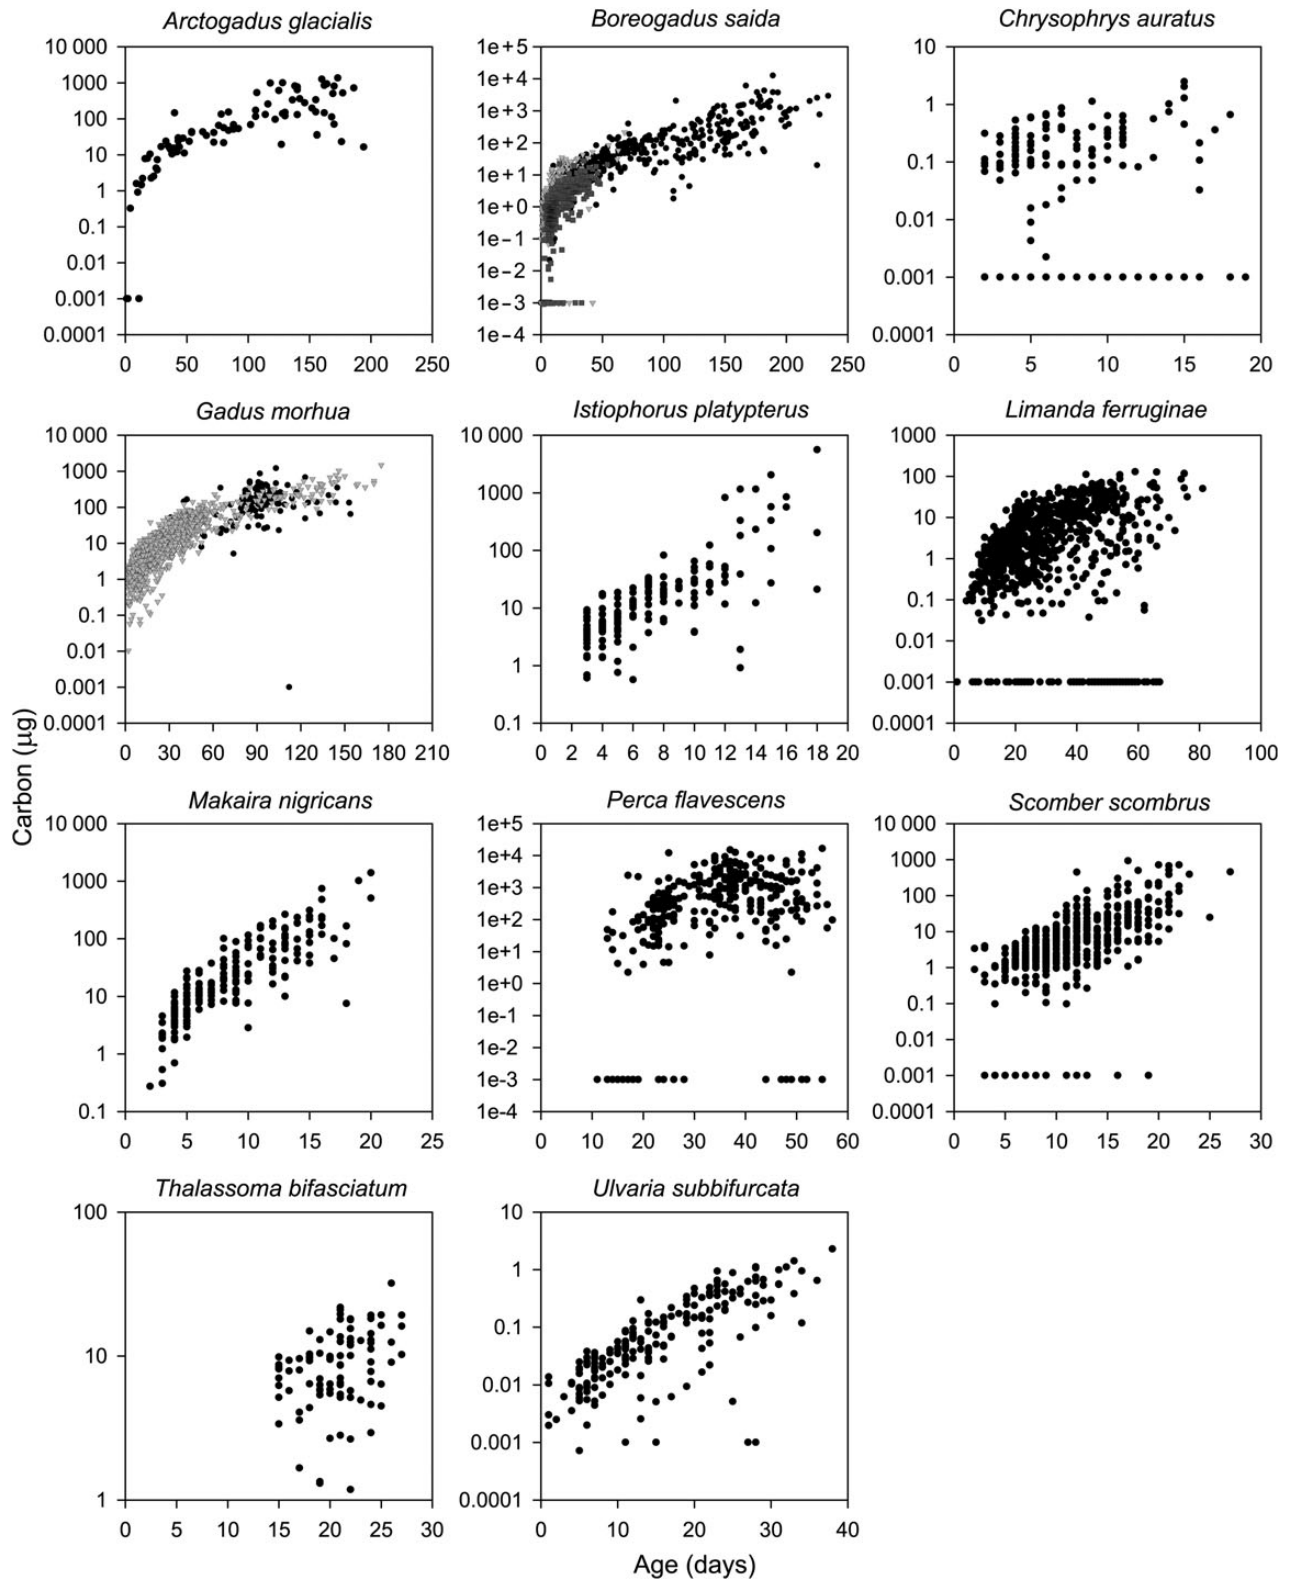 Arctogadus glacialis
Boreogadus saida
Chrysophrys auratus
10 000
1000
100
10
1
0.1
0.01
0.001
0.0001
0 50 100 150 200 250
1e+5
1e+4
1e+3
1e+2
1e+1
1e+0
1e−1
1e−2
1e−3
1e−4
0 50 100 150 200 250
10
1
0.1
0.01
0.001
0.0001
0 5 10 15 20
Gadus morhua
Istiophorus platypterus
Limanda ferruginae
10 000
1000
100
10
1
0.1
0.01
0.001
0.0001
0 30 60 90 120 150 180 210
10 000
1000
100
10
1
0.1
0 2 4 6 8 10 12 14 16 18 20
1000
100
10
1
0.1
0.01
0.001
0.0001
0 20 40 60 80 100
Carbon (µg)
Makaira nigricans
Perca flavescens
Scomber scombrus
10 000
1000
100
10
1
0.1
0 5 10 15 20 25
1e+5
1e+4
1e+3
1e+2
1e+1
1e+0
1e-1
1e-2
1e-3
1e-4
0 10 20 30 40 50 60
10 000
1000
100
10
1
0.1
0.01
0.001
0.0001
0 5 10 15 20 25 30
Thalassoma bifasciatum
Ulvaria subbifurcata
100
10
1
0 5 10 15 20 25 30
10
1
0.1
0.01
0.001
0.0001
0 10 20 30 40
Age (days)